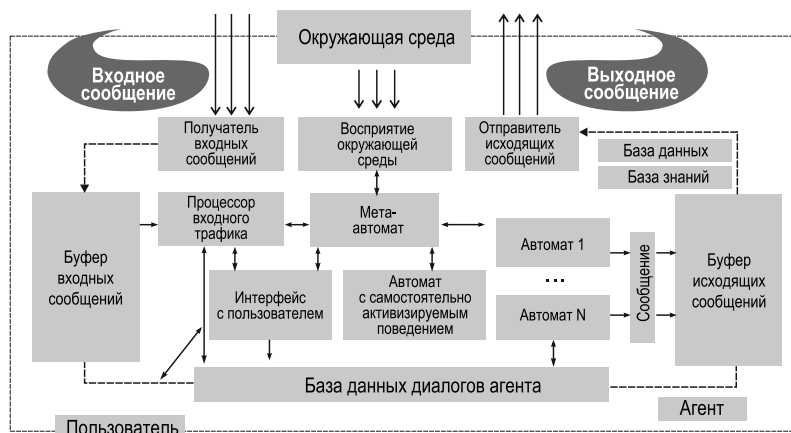 Окружающая среда
Входное
сообщение
Выходное
сообщение
Получатель
входных
сообщений
Восприятие
окружающей
среды
Отправитель
исходящих
сообщений
База данных
База знаний
Буфер
входных
сообщений
Процессор
входного
трафика
Мета-
автомат
Автомат 1
...
Автомат N
Сообщение
Буфер
исходящих
сообщений
Интерфейс
с пользователем
Автомат
с самостоятельно
активизируемым
поведением
База данных диалогов агента
Агент
Пользователь